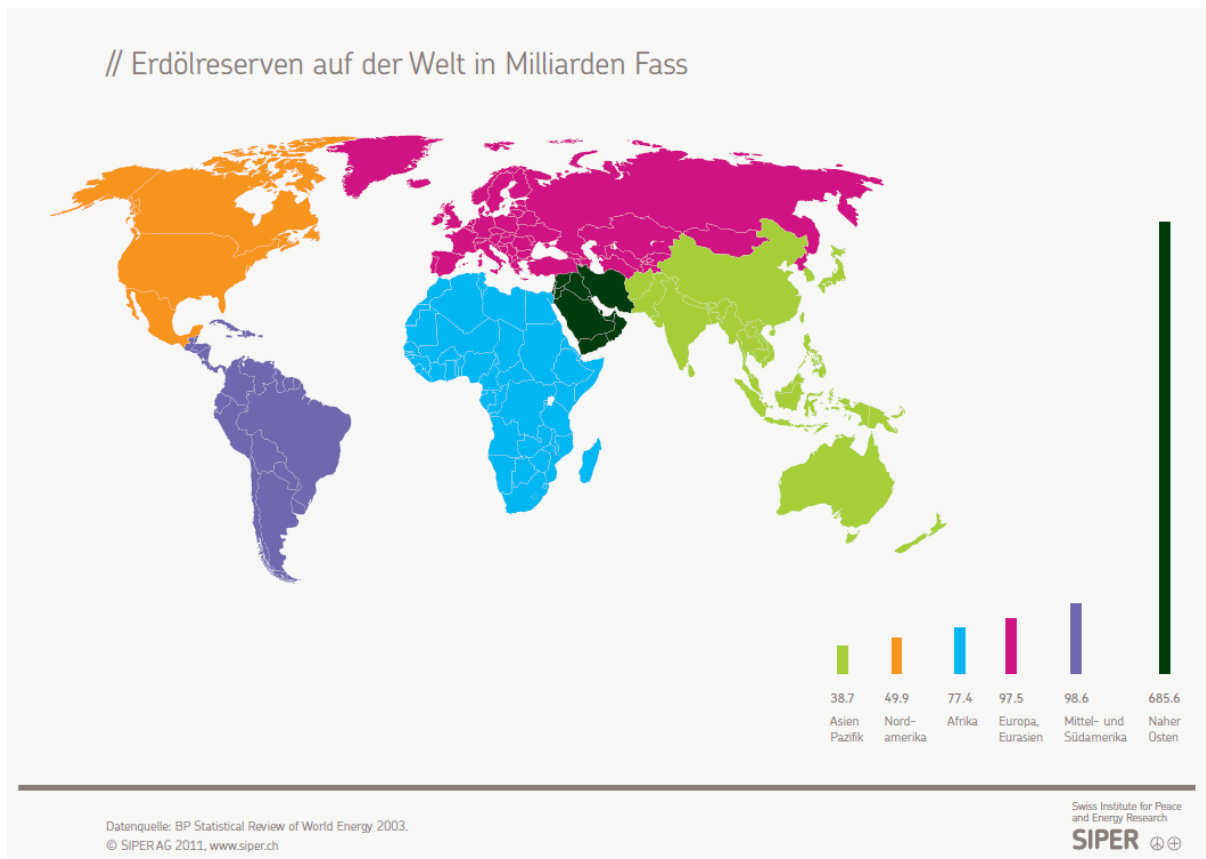 // Erdölreserven auf der Welt in Milliarden Fass
38.7
Asien
Pazifik
49.9
Nord-
amerika
77.4
Afrika
97.5
Europa,
Eurasien
98.6
Mittel- und
Südamerika
685.6
Naher
Osten
Datenquelle: BP Statistical Review of World Energy 2003.
© SIPER AG 2011, www.siper.ch
Swiss Institute for Peace
and Energy Research
SIPER